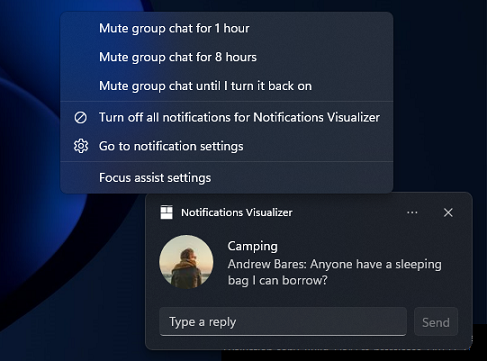 Mute group chat for 1 hour
Mute group chat for 8 hours
Mute group chat until I turn it back on
Turn off all notifications for Notifications Visualizer
Go to notification settings
Focus assist settings
Notifications Visualizer
Camping
Andrew Bares: Anyone have a sleeping
bag I can borrow?
Type a reply
Send